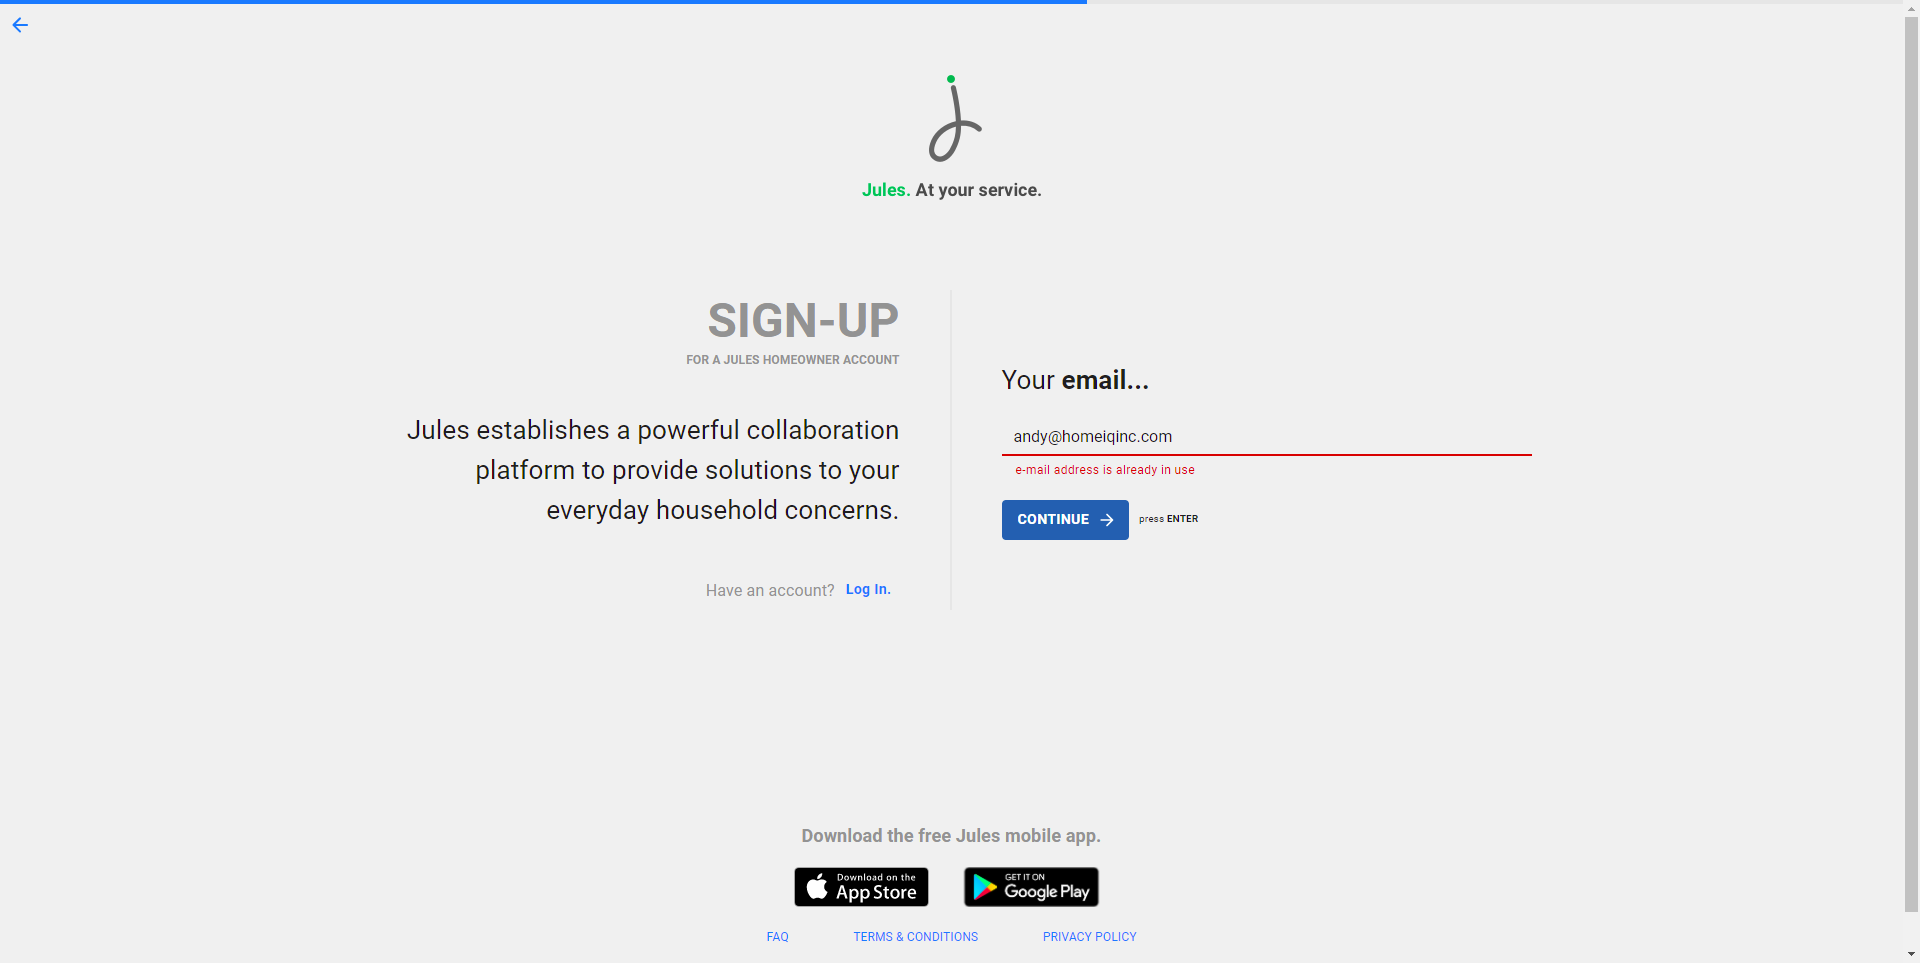 Jules. At your service.
SIGN-UP
FOR A JULES HOMEOWNER ACCOUNT
Jules establishes a powerful collaboration
platform to provide solutions to your
everyday household concerns.
Have an account? Log In.
Your email...
andy@homeiqinc.com
e-mail address is already in use
CONTINUE press ENTER
Download the free Jules mobile app.
Download on the
App Store
GET IT ON
Google Play
FAQ TERMS & CONDITIONS PRIVACY POLICY